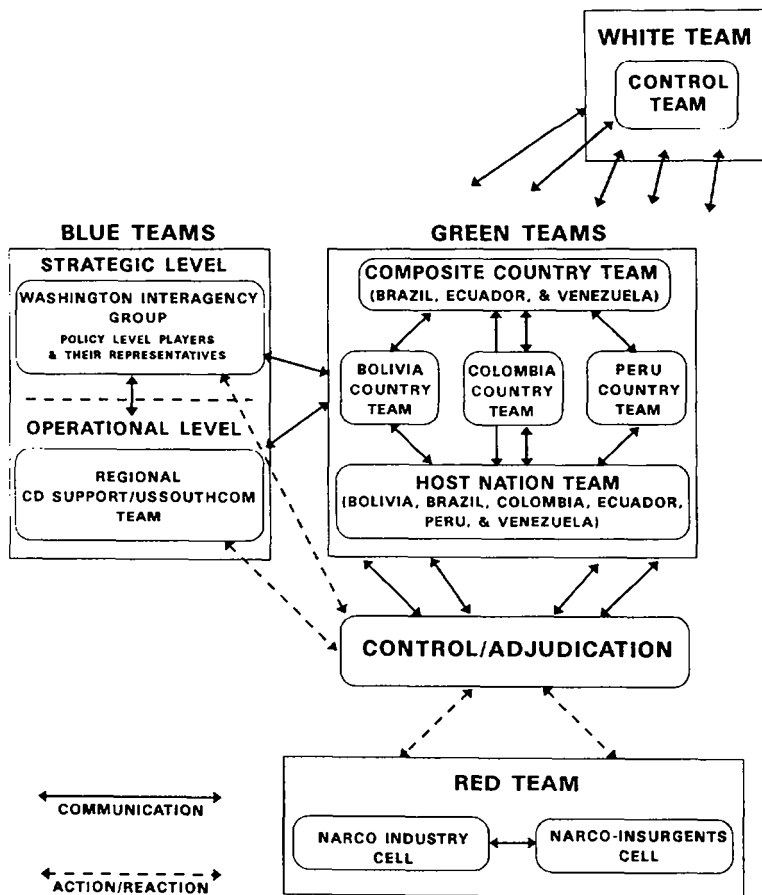 WHITE TEAM
CONTROL
TEAM
BLUE TEAMS
STRATEGIC LEVEL
WASHINGTON INTERAGENCY
GROUP
POLICY LEVEL PLAYERS
& THEIR REPRESENTATIVES
OPERATIONAL LEVEL
REGIONAL
CD SUPPORT/USSOUTHCOM
TEAM
GREEN TEAMS
COMPOSITE COUNTRY TEAM
(BRAZIL, ECUADOR, & VENEZUELA)
BOLIVIA
COUNTRY
TEAM
COLOMBIA
COUNTRY
TEAM
PERU
COUNTRY
TEAM
HOST NATION TEAM
(BOLIVIA, BRAZIL, COLOMBIA, ECUADOR,
PERU, & VENEZUELA)
CONTROL/ADJUDICATION
RED TEAM
NARCO INDUSTRY
CELL
NARCO-INSURGENTS
CELL
COMMUNICATION
ACTION/REACTION